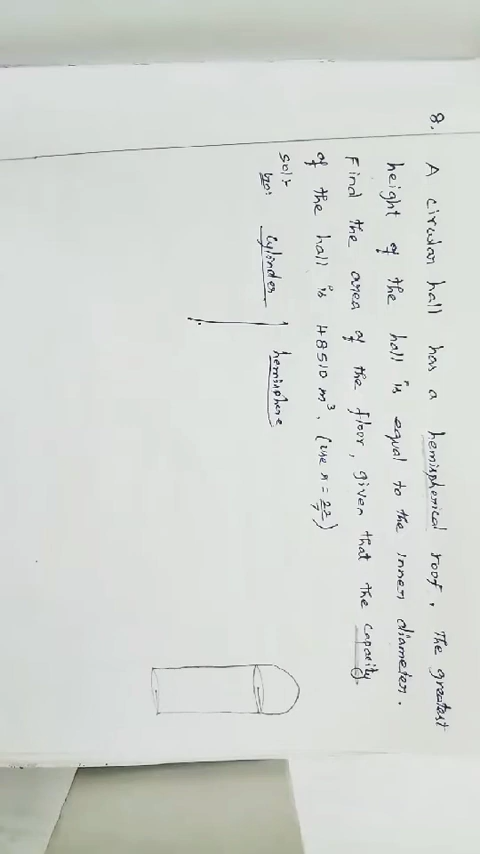 8. A circular hall has a hemispherical roof. The greatest
height of the hall is equal to the inner diameter.
Find the area of the floor, given that the capacity
of the hall is 48510 m³. (use π = 22/7)
Sol:-
cylinder hemisphere